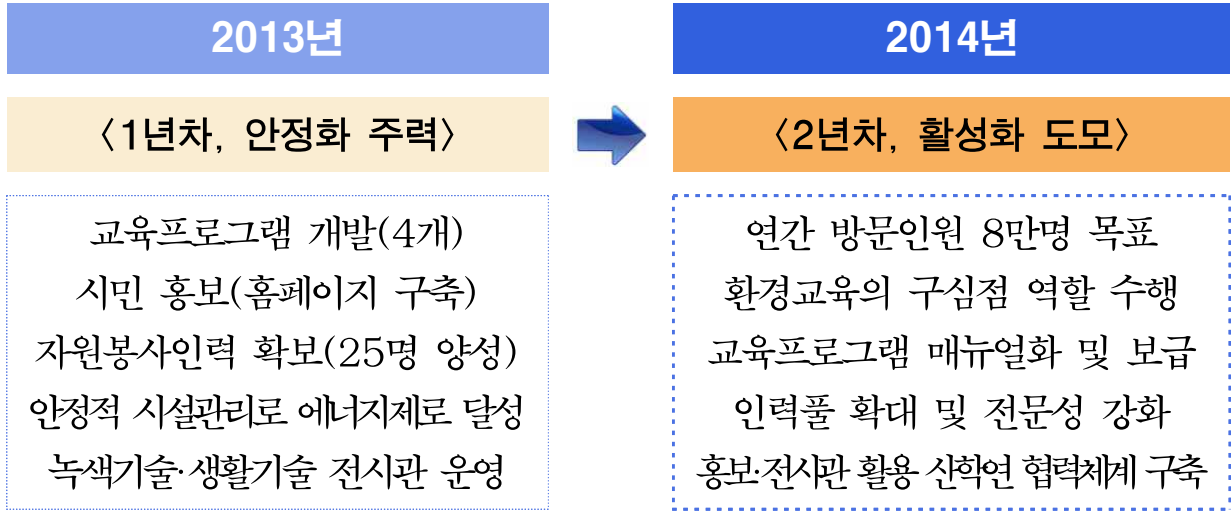 2013년
〈1년차, 안정화 주력〉
교육프로그램 개발(4개)
시민 홍보(홈페이지 구축)
자원봉사인력 확보(25명 양성)
안정적 시설관리로 에너지제로 달성
녹색기술·생활기술 전시관 운영
2014년
〈2년차, 활성화 도모〉
연간 방문인원 8만명 목표
환경교육의 구심점 역할 수행
교육프로그램 매뉴얼화 및 보급
인력풀 확대 및 전문성 강화
홍보·전시관 활용 산학연 협력체계 구축